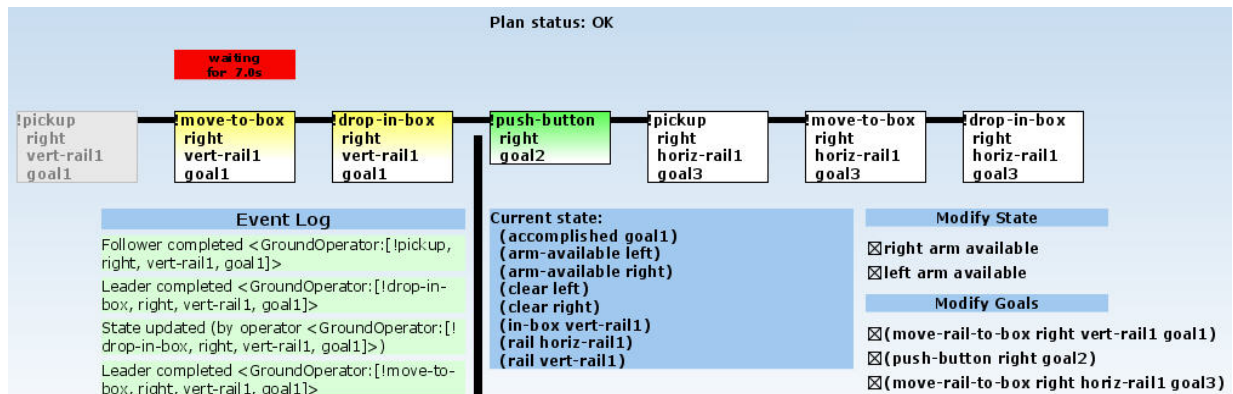 Plan status: OK
waiting
for 7.0s
!pickup
right
vert-rail1
goal1
!move-to-box
right
vert-rail1
goal1
!drop-in-box
right
vert-rail1
goal1
!push-button
right
goal2
!pickup
right
horiz-rail1
goal3
!move-to-box
right
horiz-rail1
goal3
!drop-in-box
right
horiz-rail1
goal3
Event Log
Follower completed <GroundOperator:[!pickup,
right, vert-rail1, goal1]>
Leader completed <GroundOperator:[!drop-in-
box, right, vert-rail1, goal1]>
State updated (by operator <GroundOperator:[!
drop-in-box, right, vert-rail1, goal1]>)
Leader completed <GroundOperator:[!move-to-
box, right, vert-rail1, goal1]>
Current state:
(accomplished goal1)
(arm-available left)
(arm-available right)
(clear left)
(clear right)
(in-box vert-rail1)
(rail horiz-rail1)
(rail vert-rail1)
Modify State
right arm available
left arm available
Modify Goals
(move-rail-to-box right vert-rail1 goal1)
(push-button right goal2)
(move-rail-to-box right horiz-rail1 goal3)